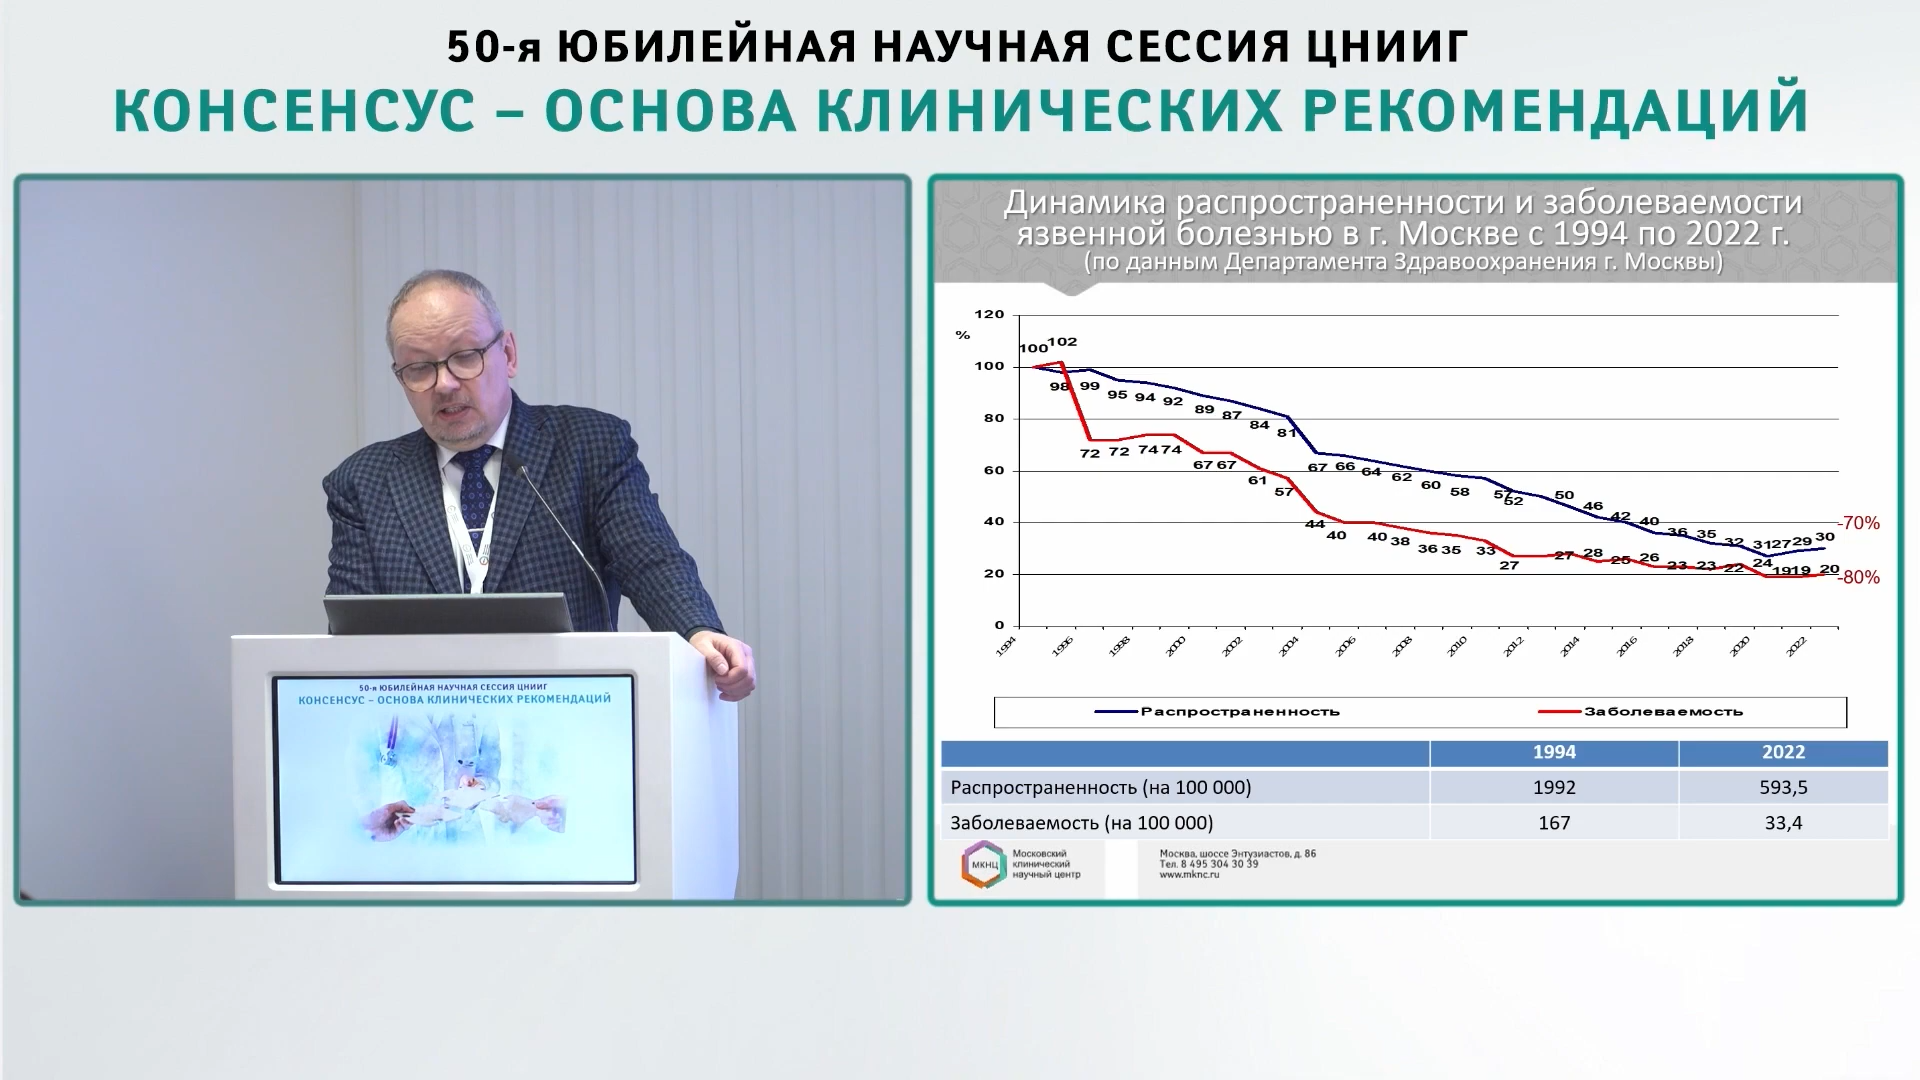 50-я ЮБИЛЕЙНАЯ НАУЧНАЯ СЕССИЯ ЦНИИГ
КОНСЕНСУС – ОСНОВА КЛИНИЧЕСКИХ РЕКОМЕНДАЦИЙ
50-я ЮБИЛЕЙНАЯ НАУЧНАЯ СЕССИЯ ЦНИИГ
КОНСЕНСУС – ОСНОВА КЛИНИЧЕСКИХ РЕКОМЕНДАЦИЙ
Динамика распространенности и заболеваемости
язвенной болезнью в г. Москве с 1994 по 2022 г.
(по данным Департамента Здравоохранения г. Москвы)
%
120
100
80
60
40
20
0
100 98 99 95 94 92 89 87 84 81 67 66 64 62 60 58 57 52 50 46 42 40 36 35 32 31 27 29 30
102 72 72 74 74 67 67 61 57 44 40 40 38 36 35 33 27 27 28 25 26 23 23 22 24 19 19 20
-70%
-80%
1994 1996 1998 2000 2002 2004 2006 2008 2010 2012 2014 2016 2018 2020 2022
Распространенность Заболеваемость
1994 2022
Распространенность (на 100 000) 1992 593,5
Заболеваемость (на 100 000) 167 33,4
МКНЦ
Московский
клинический
научный центр
Москва, шоссе Энтузиастов, д. 86
Тел. 8 495 304 30 39
www.mknc.ru